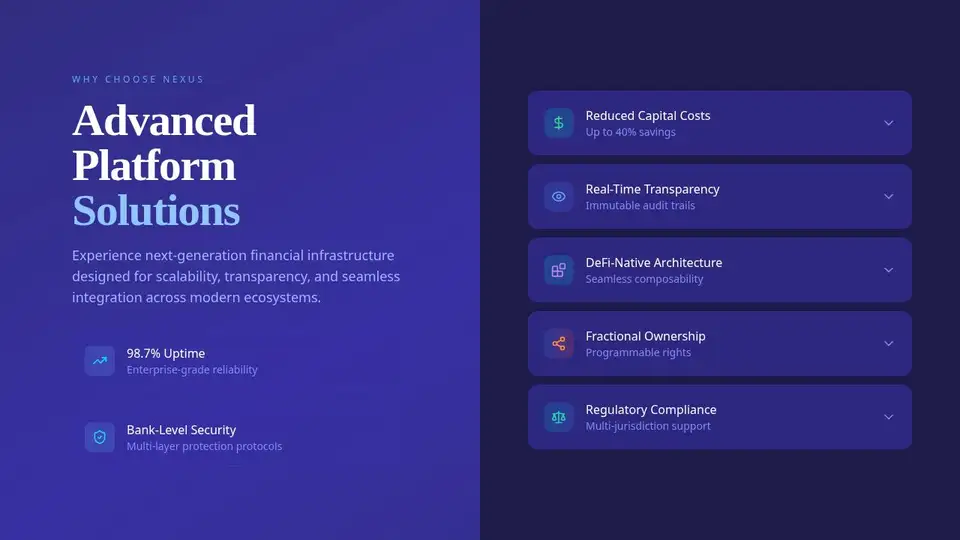 WHY CHOOSE NEXUS
Advanced
Platform
Solutions
Experience next-generation financial infrastructure
designed for scalability, transparency, and seamless
integration across modern ecosystems.
98.7% Uptime
Enterprise-grade reliability
Bank-Level Security
Multi-layer protection protocols
Reduced Capital Costs
Up to 40% savings
Real-Time Transparency
Immutable audit trails
DeFi-Native Architecture
Seamless composability
Fractional Ownership
Programmable rights
Regulatory Compliance
Multi-jurisdiction support